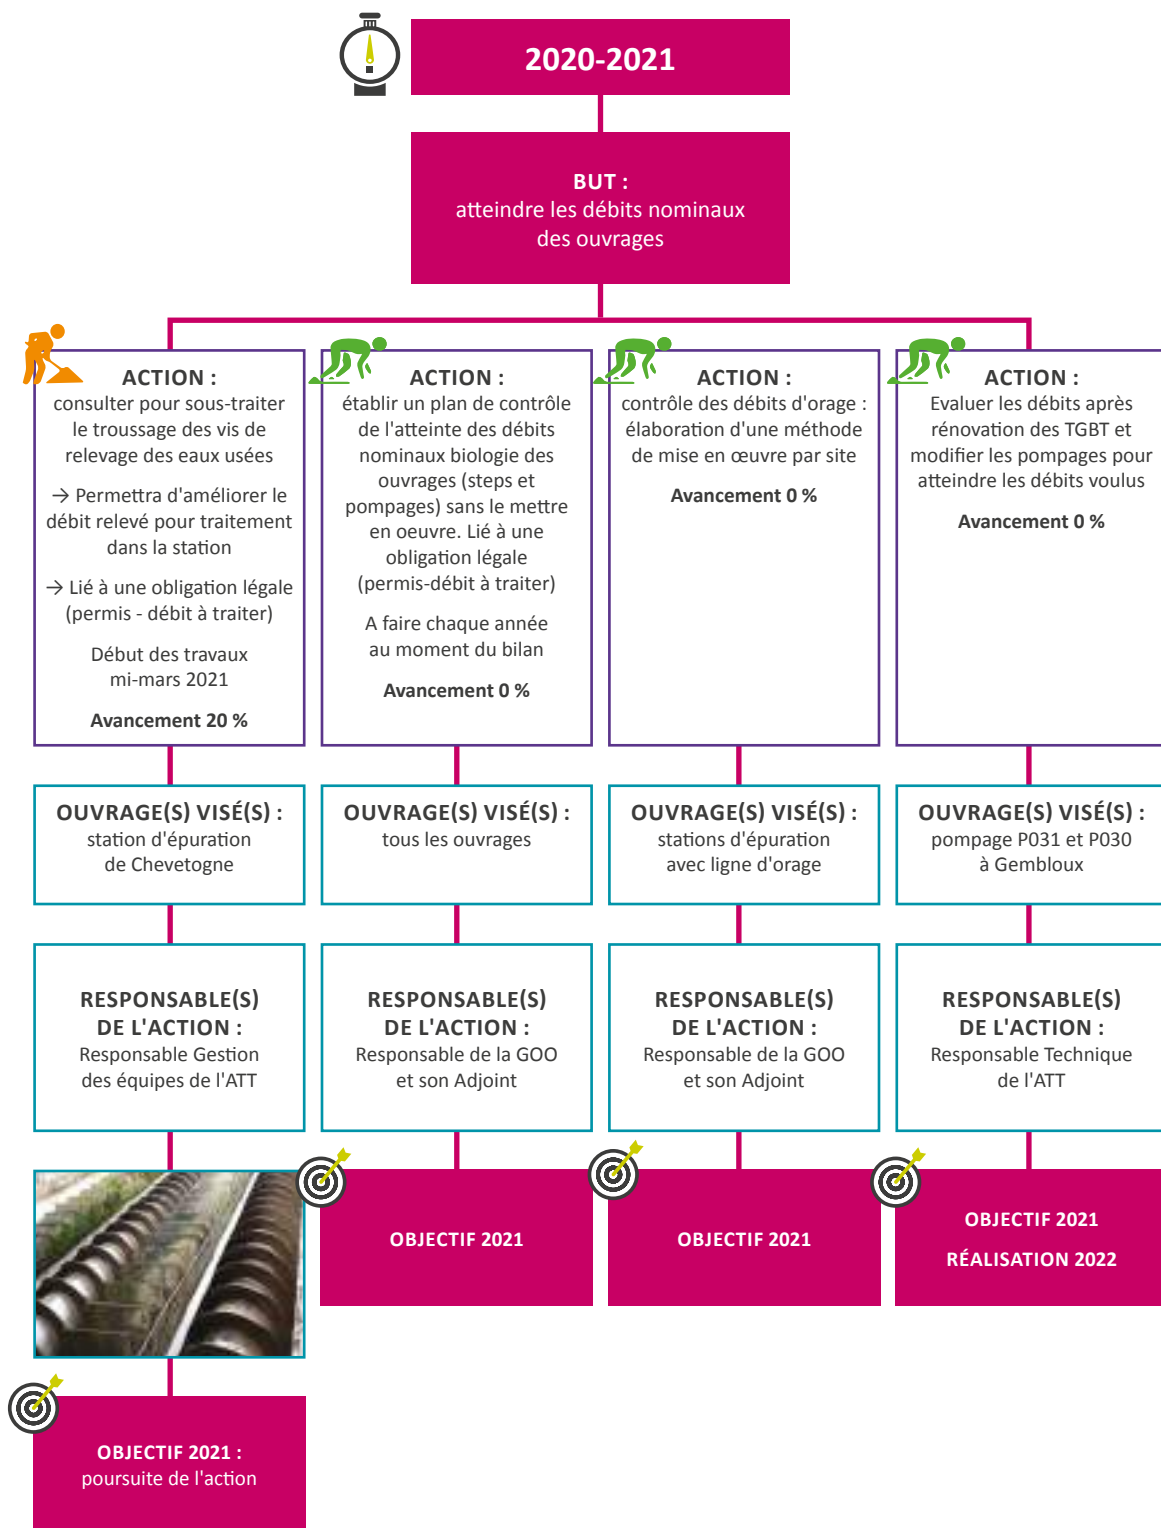 2020-2021
BUT :
atteindre les débits nominaux
des ouvrages
ACTION :
consulter pour sous-traiter
le troussage des vis de
relevage des eaux usées
→ Permettra d'améliorer le
débit relevé pour traitement
dans la station
→ Lié à une obligation légale
(permis - débit à traiter)
Début des travaux
mi-mars 2021
Avancement 20 %
OUVRAGE(S) VISÉ(S) :
station d'épuration
de Chevetogne
RESPONSABLE(S)
DE L'ACTION :
Responsable Gestion
des équipes de l'ATT
OBJECTIF 2021 :
poursuite de l'action
ACTION :
établir un plan de contrôle
de l'atteinte des débits
nominaux biologie des
ouvrages (steps et
pompages) sans le mettre
en oeuvre. Lié à une
obligation légale
(permis-débit à traiter)
A faire chaque année
au moment du bilan
Avancement 0 %
OUVRAGE(S) VISÉ(S) :
tous les ouvrages
RESPONSABLE(S)
DE L'ACTION :
Responsable de la GOO
et son Adjoint
OBJECTIF 2021
ACTION :
contrôle des débits d'orage :
élaboration d'une méthode
de mise en œuvre par site
Avancement 0 %
OUVRAGE(S) VISÉ(S) :
stations d'épuration
avec ligne d'orage
RESPONSABLE(S)
DE L'ACTION :
Responsable de la GOO
et son Adjoint
OBJECTIF 2021
ACTION :
Evaluer les débits après
rénovation des TGBT et
modifier les pompages pour
atteindre les débits voulus
Avancement 0 %
OUVRAGE(S) VISÉ(S) :
pompage P031 et P030
à Gembloux
RESPONSABLE(S)
DE L'ACTION :
Responsable Technique
de l'ATT
OBJECTIF 2021
RÉALISATION 2022